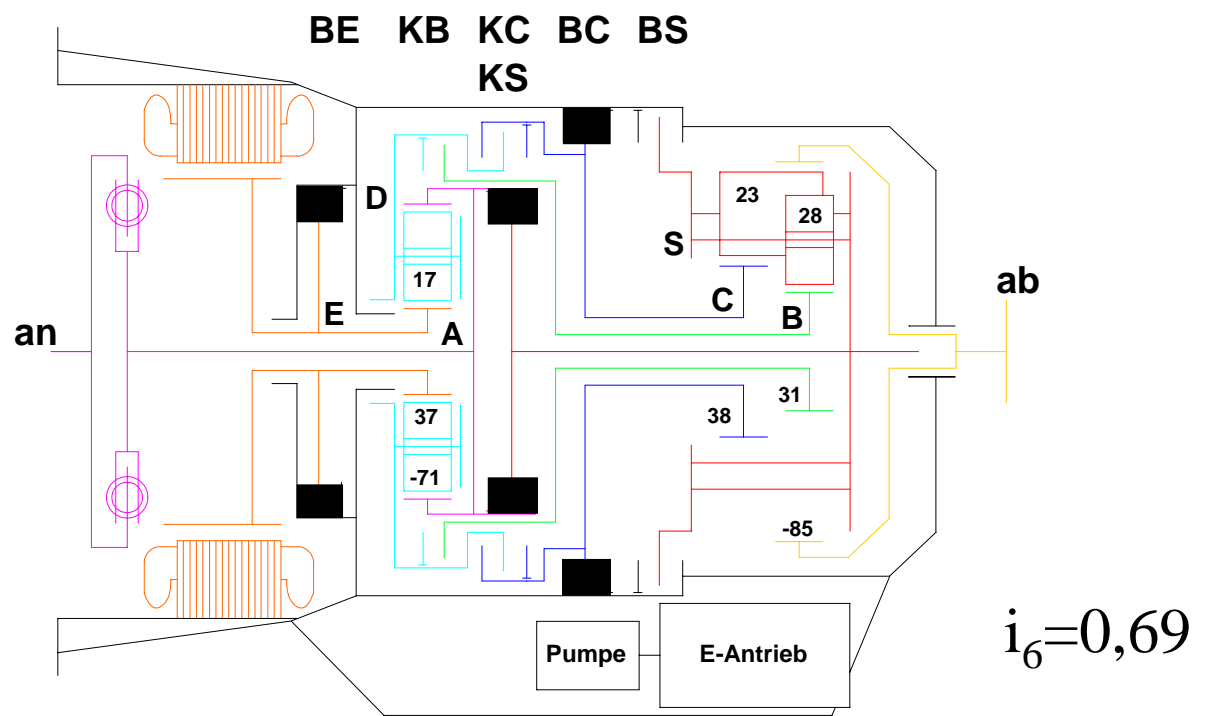 BE KB KC BC BS
KS
D
23
28
S
17
C
B
E
A
an
ab
37
38
31
-71
-85
Pumpe
E-Antrieb
i₆=0,69